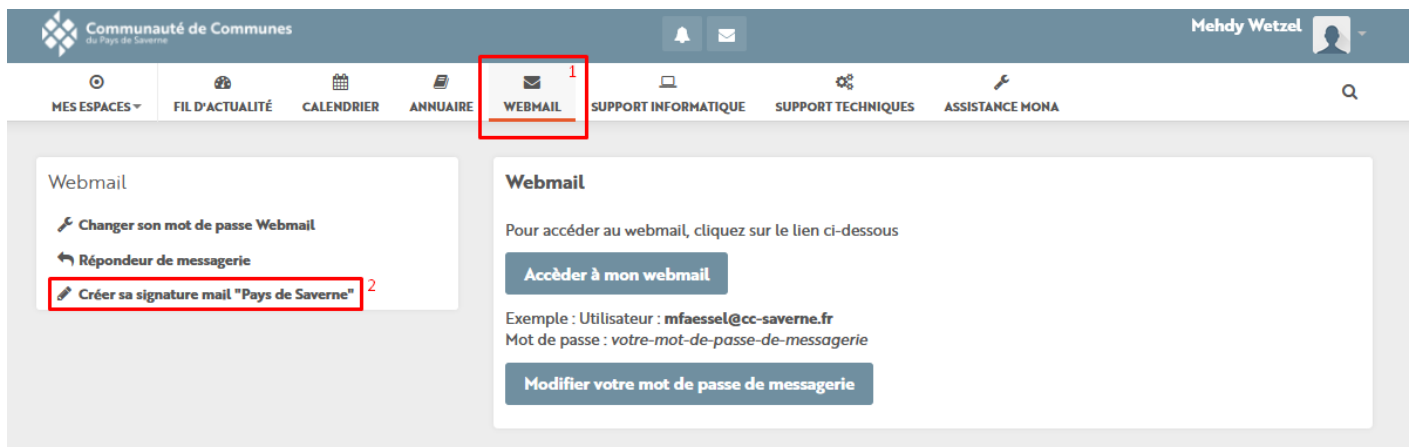 Communauté de Communes
du Pays de Saverne
Mehdy Wetzel
1
MES ESPACES
FIL D'ACTUALITÉ
CALENDRIER
ANNUAIRE
WEBMAIL
SUPPORT INFORMATIQUE
SUPPORT TECHNIQUES
ASSISTANCE MONA
Webmail
Changer son mot de passe Webmail
Répondeur de messagerie
Créer sa signature mail "Pays de Saverne"
2
Webmail
Pour accéder au webmail, cliquez sur le lien ci-dessous
Accèder à mon webmail
Exemple : Utilisateur : mfaessel@cc-saverne.fr
Mot de passe : votre-mot-de-passe-de-messagerie
Modifier votre mot de passe de messagerie